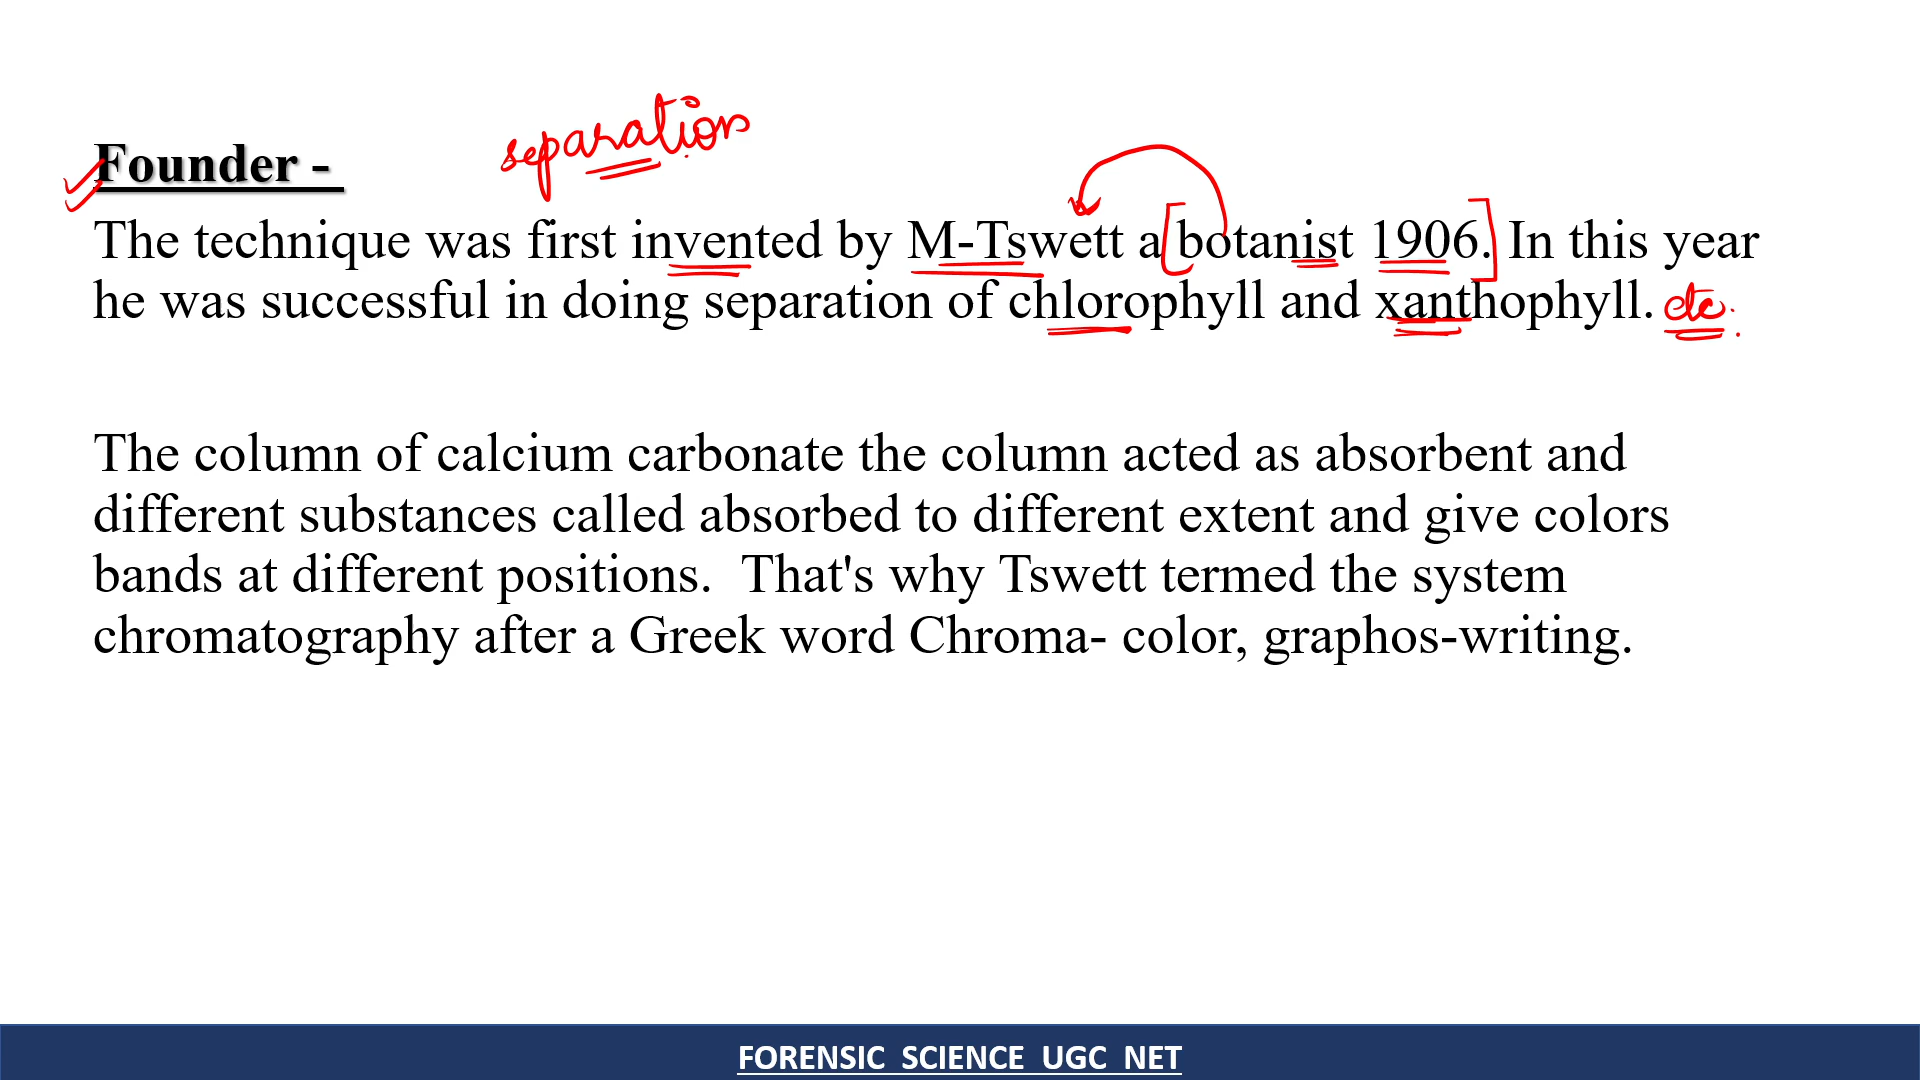 separation
Founder -
The technique was first invented by M-Tswett a [botanist 1906.] In this year
he was successful in doing separation of chlorophyll and xanthophyll. etc.
The column of calcium carbonate the column acted as absorbent and
different substances called absorbed to different extent and give colors
bands at different positions.  That's why Tswett termed the system
chromatography after a Greek word Chroma- color, graphos-writing.
FORENSIC SCIENCE UGC NET